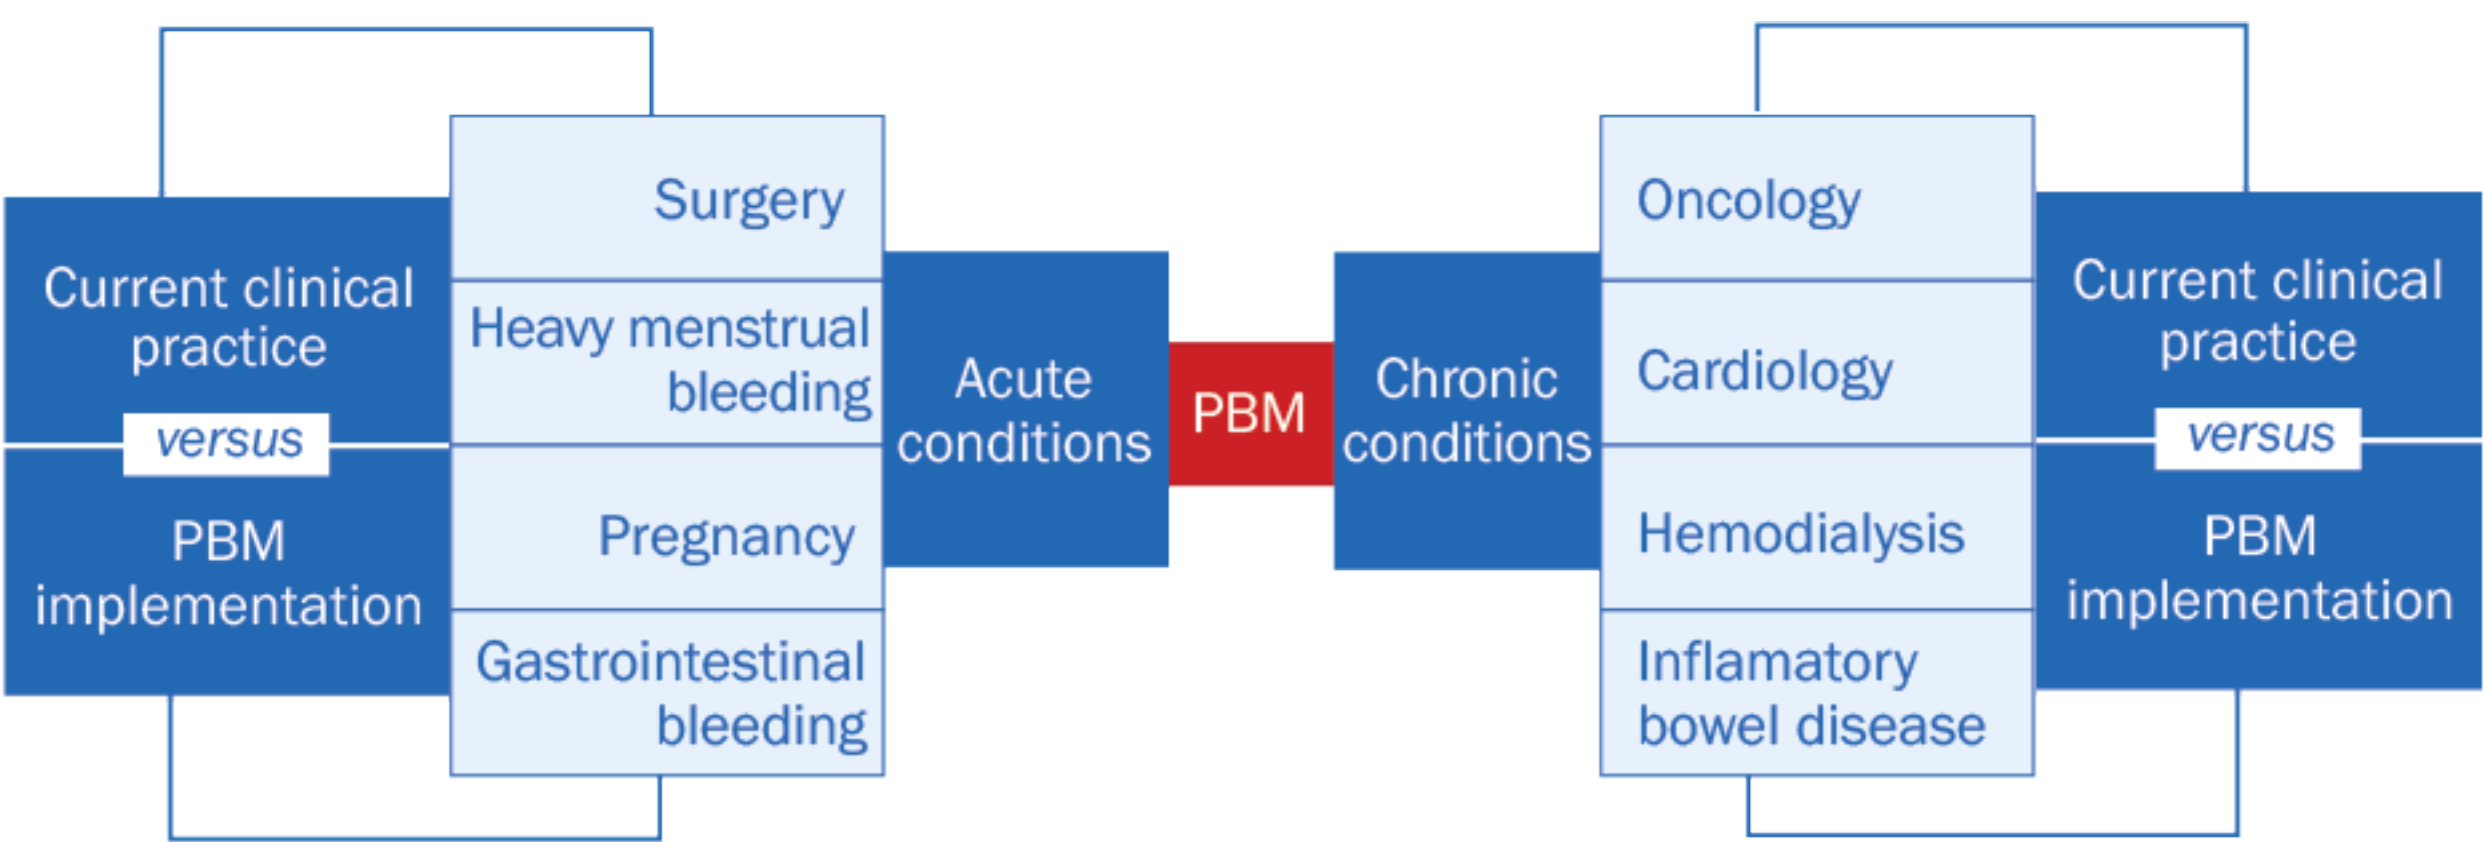 Current clinical
practice
versus
PBM
implementation
Surgery
Heavy menstrual
bleeding
Pregnancy
Gastrointestinal
bleeding
Acute
conditions
PBM
Chronic
conditions
Oncology
Cardiology
Hemodialysis
Inflamatory
bowel disease
Current clinical
practice
versus
PBM
implementation